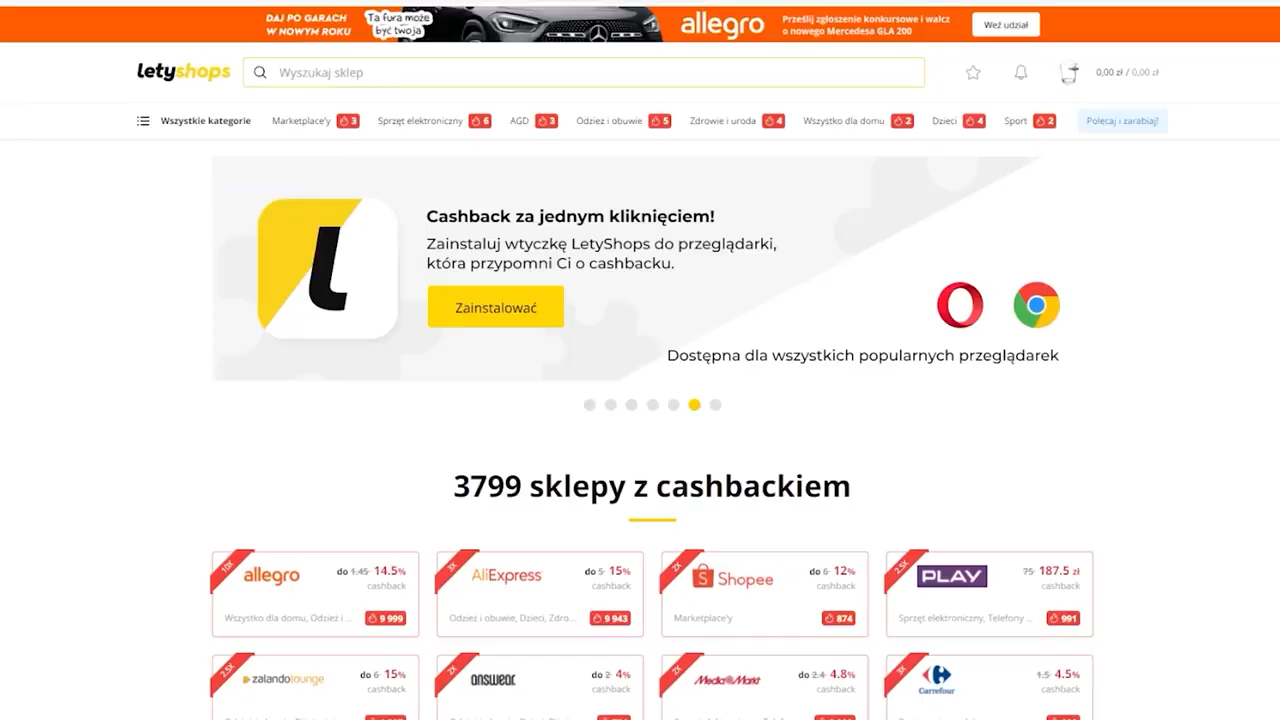 DAJ PO GARACH
W NOWYM ROKU
Ta fura może
być twoja
allegro
Prześlij zgłoszenie konkursowe i walcz
o nowego Mercedesa GLA 200
Weź udział
letyshops
Wyszukaj sklep
0,00 zł / 0,00 zł
Wszystkie kategorie
Marketplace'y 3
Sprzęt elektroniczny 6
AGD 3
Odzież i obuwie 5
Zdrowie i uroda 4
Wszystko dla domu 2
Dzieci 4
Sport 2
Polecaj i zarabiaj!
Cashback za jednym kliknięciem!
Zainstaluj wtyczkę LetyShops do przeglądarki,
która przypomni Ci o cashbacku.
Zainstalować
Dostępna dla wszystkich popularnych przeglądarek
3799 sklepy z cashbackiem
10X
allegro
do 1.45 14.5%
cashback
Wszystko dla domu, Odzież i ...
9 999
3X
AliExpress
do 5 15%
cashback
Odzież i obuwie, Dzieci, Zdro...
9 943
2X
Shopee
do 6 12%
cashback
Marketplace'y
874
2.5X
PLAY
75 187.5 zł
cashback
Sprzęt elektroniczny, Telefony ...
991
2.5X
zalandolounge
do 6 15%
cashback
2X
answear
do 2 4%
cashback
2X
MediaMarkt
do 2.4 4.8%
cashback
3X
Carrefour
1.5 4.5%
cashback